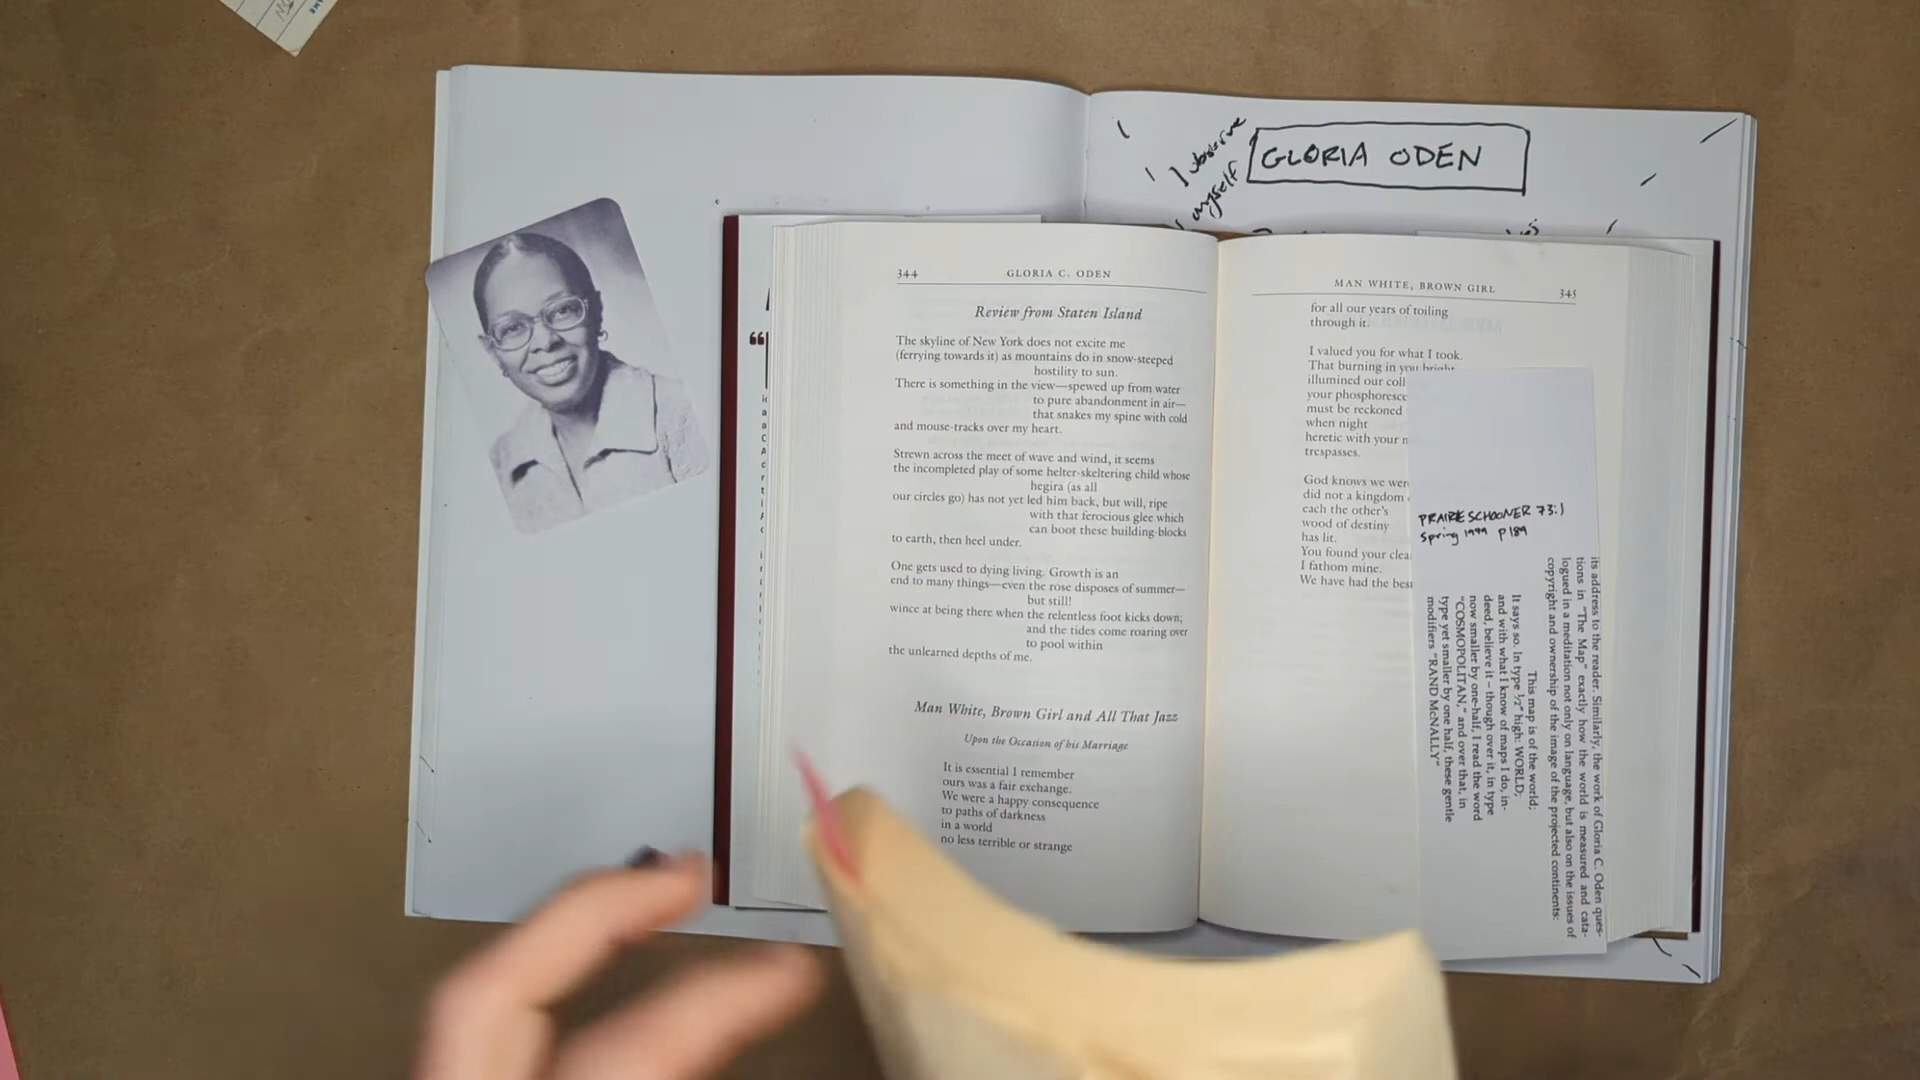 I observe
myself
GLORIA ODEN
344
GLORIA C. ODEN
Review from Staten Island
The skyline of New York does not excite me
(ferrying towards it) as mountains do in snow-steeped
hostility to sun.
There is something in the view—spewed up from water
to pure abandonment in air—
that snakes my spine with cold
and mouse-tracks over my heart.
Strewn across the meet of wave and wind, it seems
the incompleted play of some helter-skeltering child whose
hegira (as all
our circles go) has not yet led him back, but will, ripe
with that ferocious glee which
can boot these building-blocks
to earth, then heel under.
One gets used to dying living. Growth is an
end to many things—even the rose disposes of summer—
but still!
wince at being there when the relentless foot kicks down;
and the tides come roaring over
to pool within
the unlearned depths of me.
Man White, Brown Girl and All That Jazz
Upon the Occasion of his Marriage
It is essential I remember
ours was a fair exchange.
We were a happy consequence
to paths of darkness
in a world
no less terrible or strange
MAN WHITE, BROWN GIRL
345
for all our years of toiling
through it.
I valued you for what I took.
That burning in you bright
illumined our coll
your phosphoresce
must be reckoned
when night
heretic with your n
trespasses.
God knows we wer
did not a kingdom
each the other's
wood of destiny
has lit.
You found your clea
I fathom mine.
We have had the best
PRAIRIE SCHOONER 73:1
Spring 1999 p189
its address to the reader. Similarly, the work of Gloria C. Oden ques-
tions in "The Map" exactly how the world is measured and cata-
logued in a meditation not only on language, but also on the issues of
copyright and ownership of the image of the projected continents:
This map is of the world;
It says so. In type ½" high: WORLD;
and with what I know of maps I do, in-
deed, believe it – though over it, in type
now smaller by one-half, I read the word
"COSMOPOLITAN," and over that, in
type yet smaller by one half, these gentle
modifiers "RAND McNALLY"